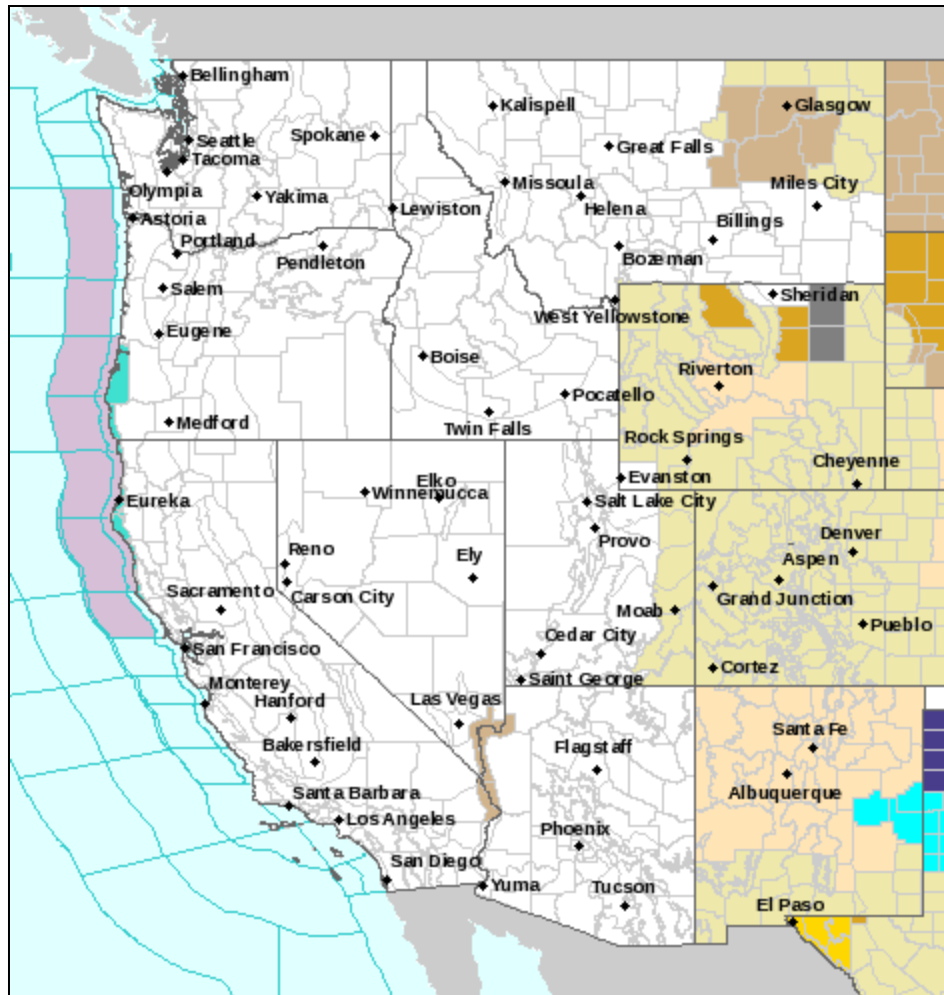 Bellingham
Kalispell
Glasgow
Seattle
Spokane
Great Falls
Tacoma
Missoula
Miles City
Olympia
Yakima
Lewiston
Helena
Astoria
Billings
Portland
Pendleton
Bozeman
Salem
Sheridan
West Yellowstone
Eugene
Boise
Riverton
Pocatello
Medford
Twin Falls
Rock Springs
Cheyenne
Elko
Evanston
Winnemucca
Eureka
Salt Lake City
Denver
Provo
Reno
Ely
Aspen
Sacramento
Carson City
Grand Junction
Moab
Pueblo
Cedar City
San Francisco
Cortez
Saint George
Monterey
Hanford
Las Vegas
Santa Fe
Bakersfield
Flagstaff
Santa Barbara
Albuquerque
Los Angeles
Phoenix
San Diego
Yuma
Tucson
El Paso